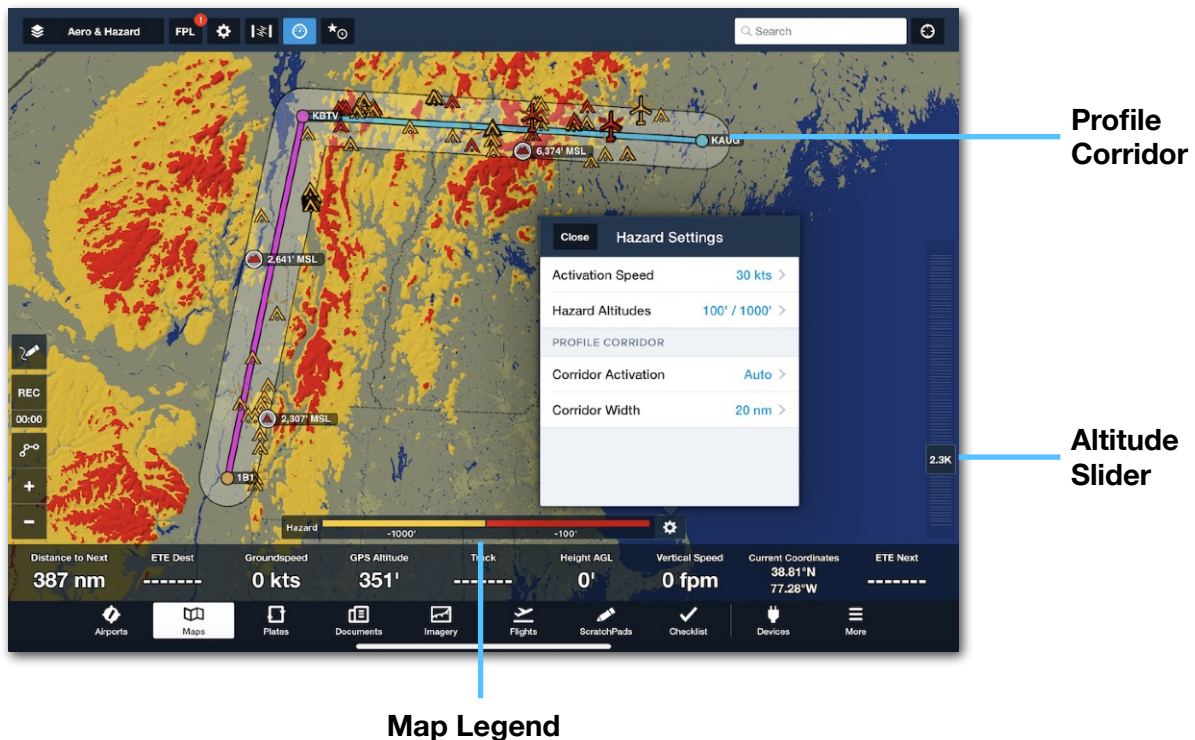 Aero & Hazard
FPL
!
Search
KBTV
KAUG
6,374' MSL
Profile
Corridor
Close
Hazard Settings
2,641' MSL
Activation Speed
30 kts
Hazard Altitudes
100' / 1000'
PROFILE CORRIDOR
Corridor Activation
Auto
Corridor Width
20 nm
REC
00:00
2,307' MSL
Altitude
Slider
2.3K
1B1
+
−
Hazard
-1000'
-100'
Distance to Next
ETE Dest
Groundspeed
GPS Altitude
Track
Height AGL
Vertical Speed
Current Coordinates
ETE Next
387 nm
-------
0 kts
351'
-------
0'
0 fpm
38.81°N
77.28°W
-------
Airports
Maps
Plates
Documents
Imagery
Flights
ScratchPads
Checklist
Devices
More
Map Legend